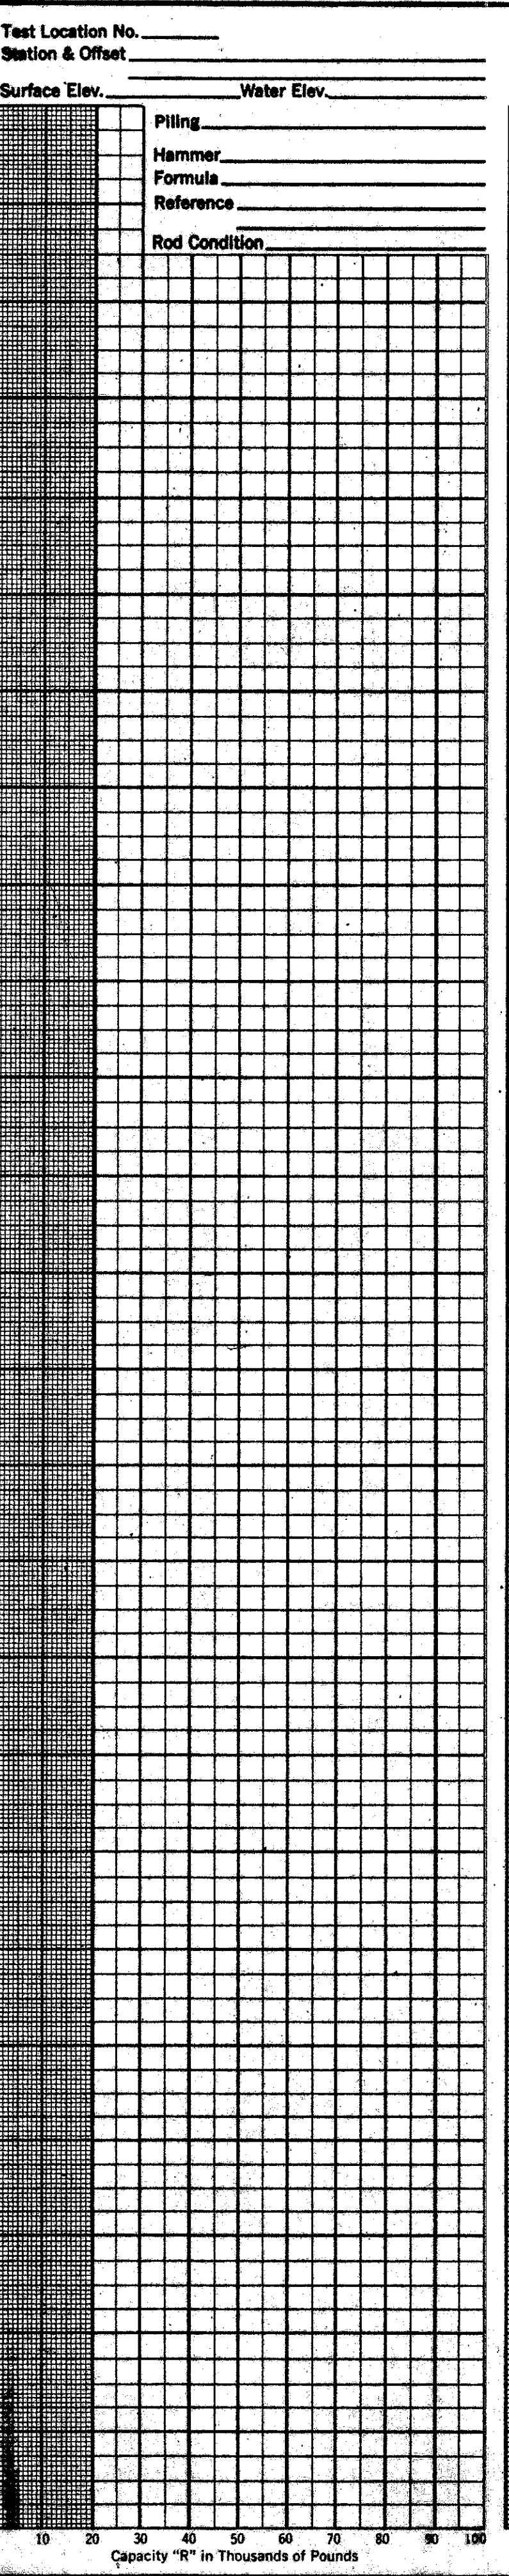 Test Location No.
Station & Offset
Surface Elev. Water Elev.
Piling
Hammer
Formula
Reference
Rod Condition
10 20 30 40 50 60 70 80 90 100
Capacity "R" in Thousands of Pounds